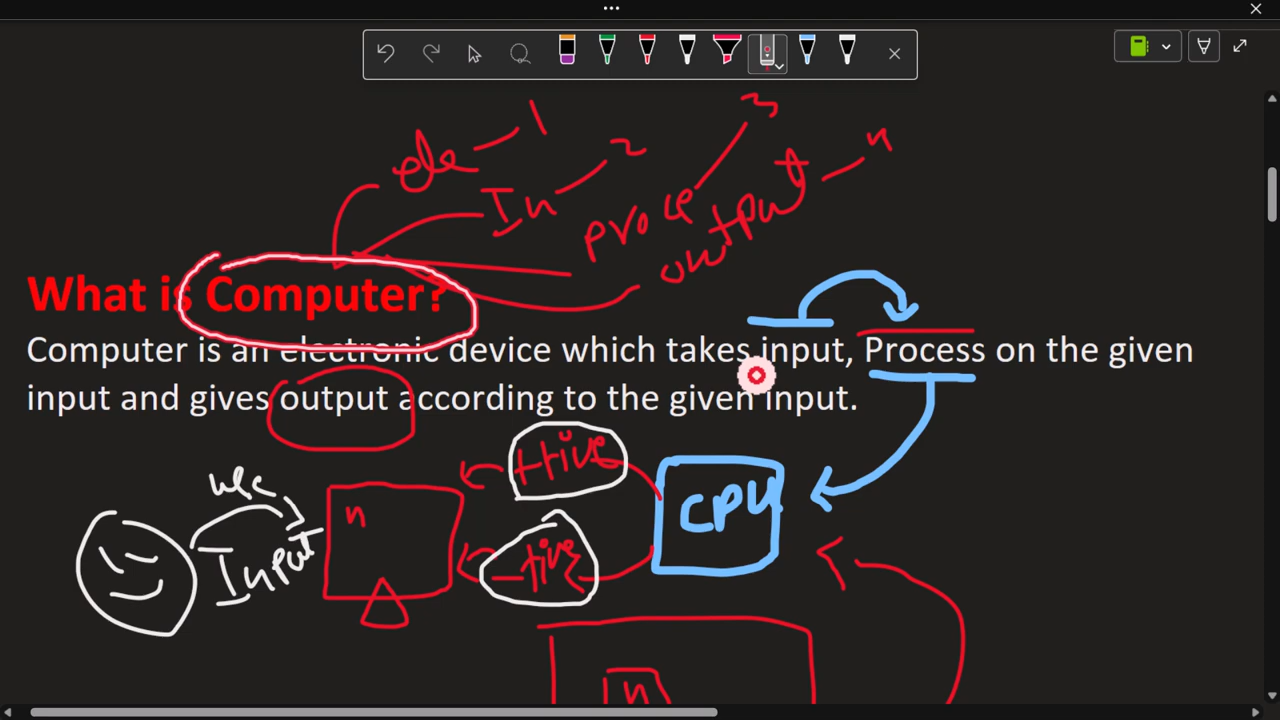 ele 1
In 2
proce 3
output 4
What is Computer?
Computer is an electronic device which takes input, Process on the given
input and gives output according to the given input.
+tive
CPU
n
Input
-tive
In